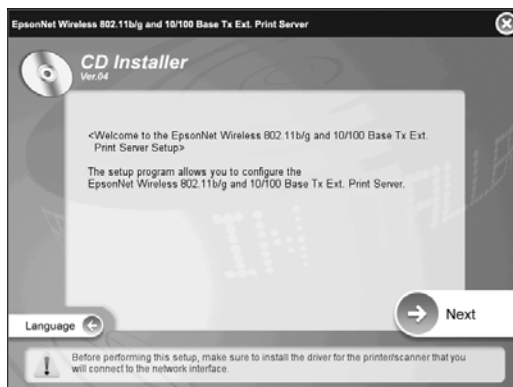 EpsonNet Wireless 802.11b/g and 10/100 Base Tx Ext. Print Server
CD Installer
Ver.04
<Welcome to the EpsonNet Wireless 802.11b/g and 10/100 Base Tx Ext.
Print Server Setup>
The setup program allows you to configure the
EpsonNet Wireless 802.11b/g and 10/100 Base Tx Ext. Print Server.
Next
Language
Before performing this setup, make sure to install the driver for the printer/scanner that you
will connect to the network interface.